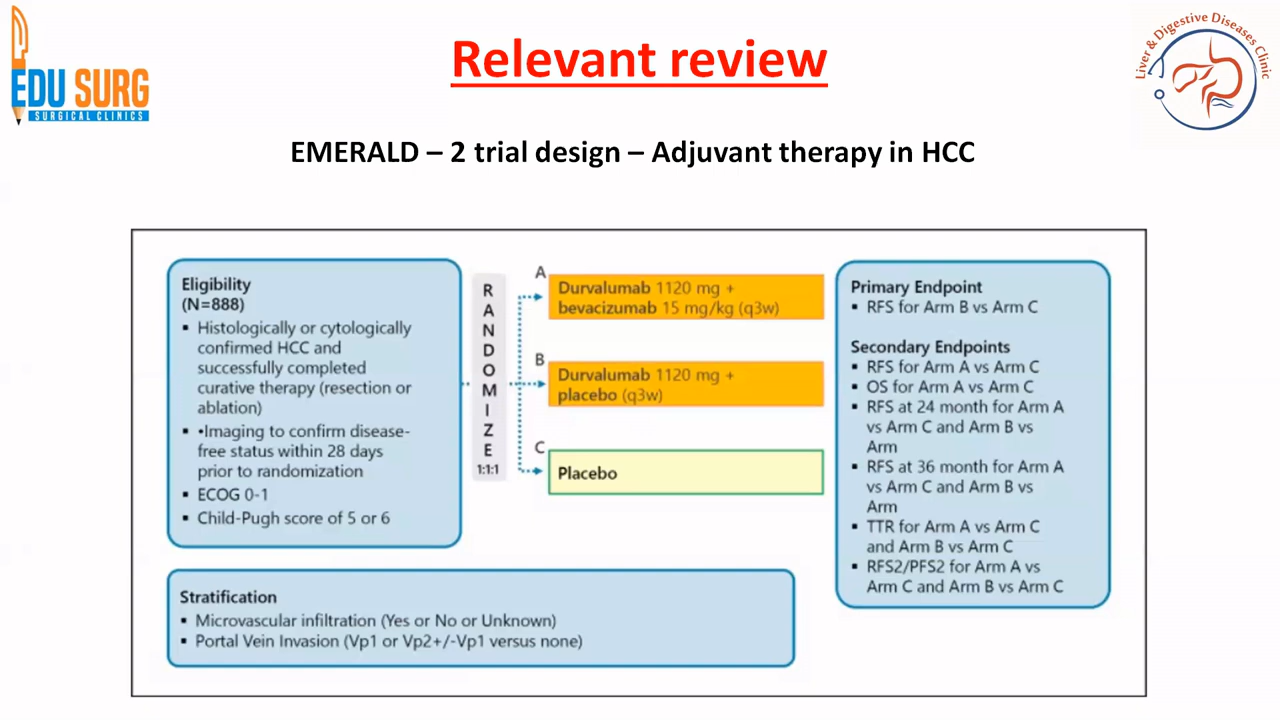 EDU SURG
SURGICAL CLINICS
Relevant review
Liver & Digestive Diseases Clinic
EMERALD – 2 trial design – Adjuvant therapy in HCC
Eligibility
(N=888)
▪ Histologically or cytologically
confirmed HCC and
successfully completed
curative therapy (resection or
ablation)
▪ •Imaging to confirm disease-
free status within 28 days
prior to randomization
▪ ECOG 0-1
▪ Child-Pugh score of 5 or 6
R
A
N
D
O
M
I
Z
E
1:1:1
A
Durvalumab 1120 mg +
bevacizumab 15 mg/kg (q3w)
B
Durvalumab 1120 mg +
placebo (q3w)
C
Placebo
Primary Endpoint
▪ RFS for Arm B vs Arm C
Secondary Endpoints
▪ RFS for Arm A vs Arm C
▪ OS for Arm A vs Arm C
▪ RFS at 24 month for Arm A
vs Arm C and Arm B vs
Arm
▪ RFS at 36 month for Arm A
vs Arm C and Arm B vs
Arm
▪ TTR for Arm A vs Arm C
and Arm B vs Arm C
▪ RFS2/PFS2 for Arm A vs
Arm C and Arm B vs Arm C
Stratification
▪ Microvascular infiltration (Yes or No or Unknown)
▪ Portal Vein Invasion (Vp1 or Vp2+/-Vp1 versus none)